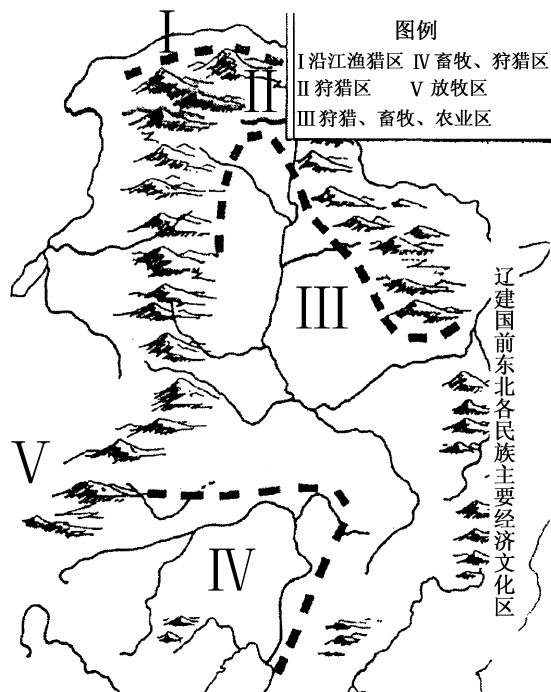 图例
I沿江渔猎区 IV畜牧、狩猎区
II狩猎区 V放牧区
III狩猎、畜牧、农业区
I
II
III
V
IV
辽建国前东北各民族主要经济文化区